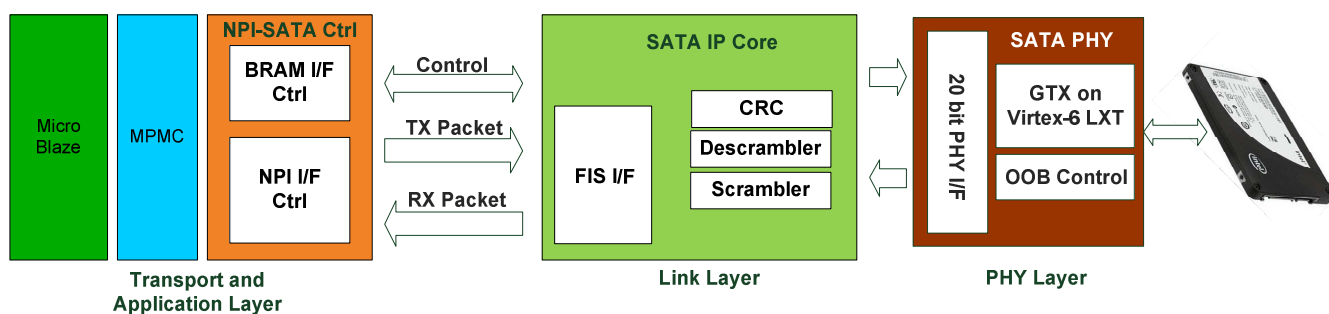 Micro
Blaze
MPMC
NPI-SATA Ctrl
BRAM I/F
Ctrl
NPI I/F
Ctrl
Transport and
Application Layer
Control
TX Packet
RX Packet
SATA IP Core
FIS I/F
CRC
Descrambler
Scrambler
Link Layer
20 bit PHY I/F
SATA PHY
GTX on
Virtex-6 LXT
OOB Control
PHY Layer